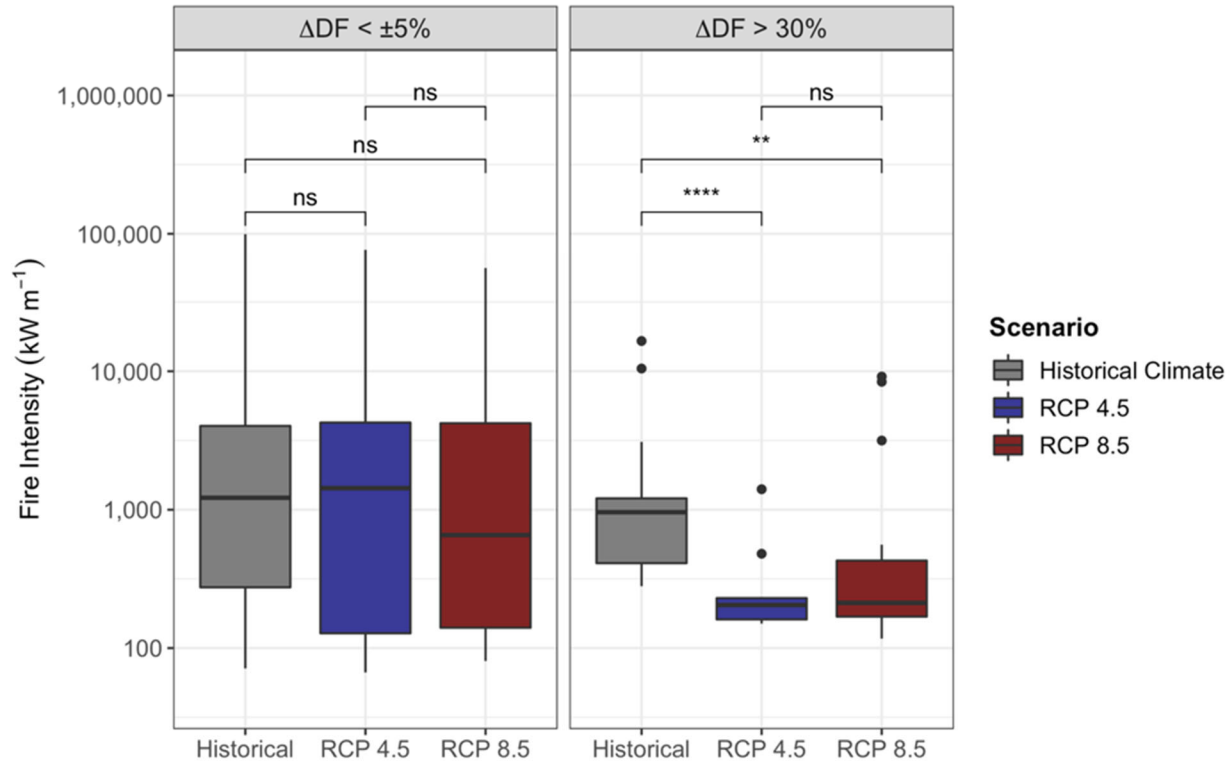 ΔDF < ±5%
ΔDF > 30%
1,000,000
100,000
10,000
1,000
100
Fire Intensity (kW m⁻¹)
ns
ns
ns
ns
**
****
Historical
RCP 4.5
RCP 8.5
Historical
RCP 4.5
RCP 8.5
Scenario
Historical Climate
RCP 4.5
RCP 8.5